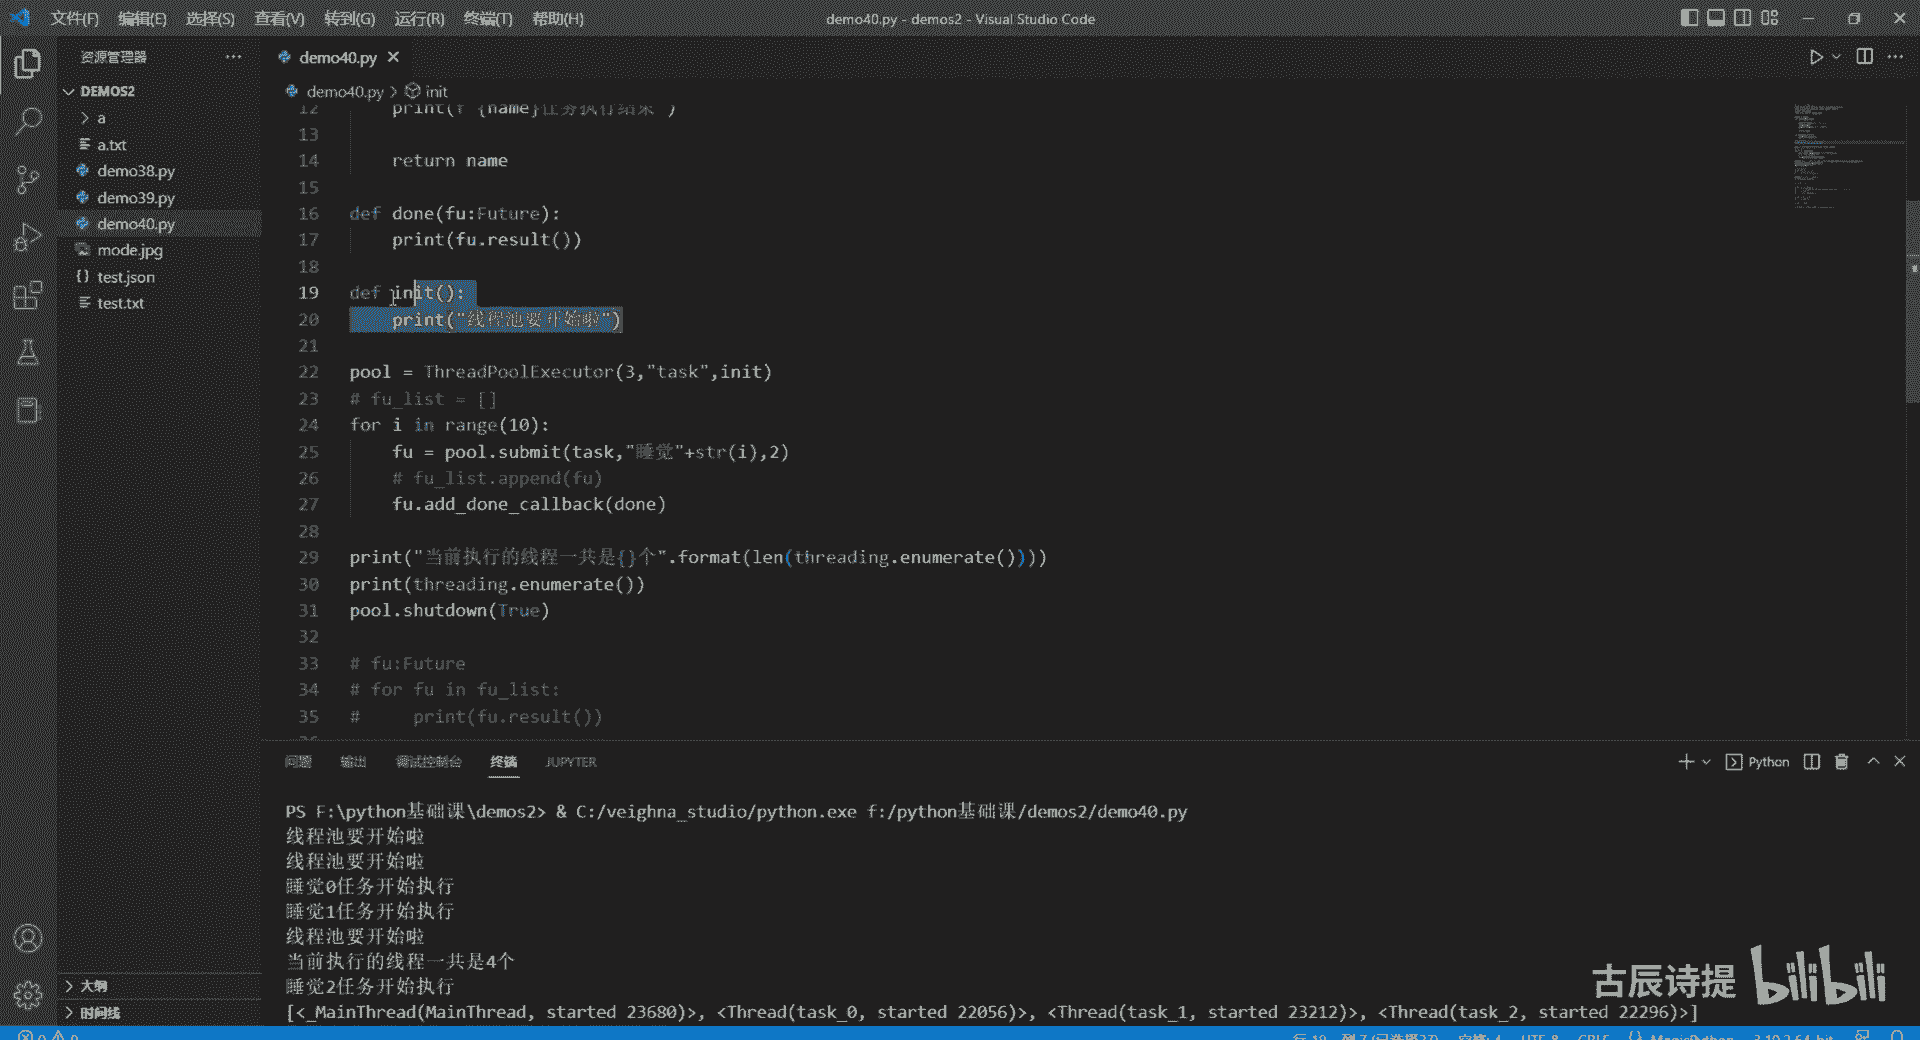 文件(F) 编辑(E) 选择(S) 查看(V) 转到(G) 运行(R) 终端(T) 帮助(H) demo40.py - demos2 - Visual Studio Code
资源管理器
DEMOS2
a
a.txt
demo38.py
demo39.py
demo40.py
mode.jpg
test.json
test.txt
大纲
时间线
demo40.py
demo40.py > init
12 print(f"{name}任务执行结束")
13
14 return name
15
16 def done(fu:Future):
17 print(fu.result())
18
19 def init():
20 print("线程池要开始啦")
21
22 pool = ThreadPoolExecutor(3,"task",init)
23 # fu_list = []
24 for i in range(10):
25 fu = pool.submit(task,"睡觉"+str(i),2)
26 # fu_list.append(fu)
27 fu.add_done_callback(done)
28
29 print("当前执行的线程一共是{}个".format(len(threading.enumerate())))
30 print(threading.enumerate())
31 pool.shutdown(True)
32
33 # fu:Future
34 # for fu in fu_list:
35 # print(fu.result())
问题 输出 调试控制台 终端 JUPYTER
Python
PS F:\python基础课\demos2> & C:/veighna_studio/python.exe f:/python基础课/demos2/demo40.py
线程池要开始啦
线程池要开始啦
睡觉0任务开始执行
睡觉1任务开始执行
线程池要开始啦
当前执行的线程一共是4个
睡觉2任务开始执行
[<_MainThread(MainThread, started 23680)>, <Thread(task_0, started 22056)>, <Thread(task_1, started 23212)>, <Thread(task_2, started 22296)>]
古辰诗提 bilibili